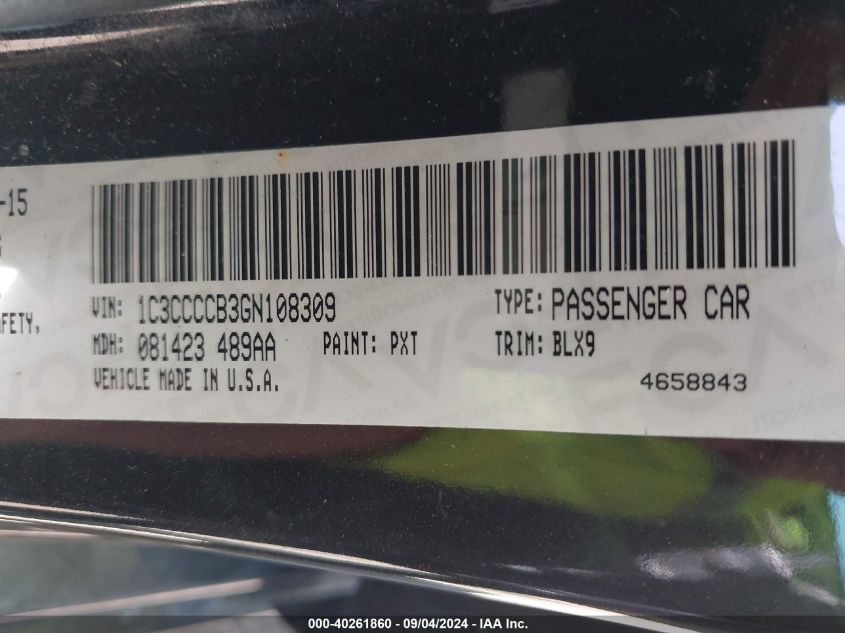 -15
AFETY,
VIN: 1C3CCCCB3GN108309 TYPE: PASSENGER CAR
MDH: 081423 489AA PAINT: PXT TRIM: BLX9
VEHICLE MADE IN U.S.A. 4658843
000-40261860 - 09/04/2024 - IAA Inc.